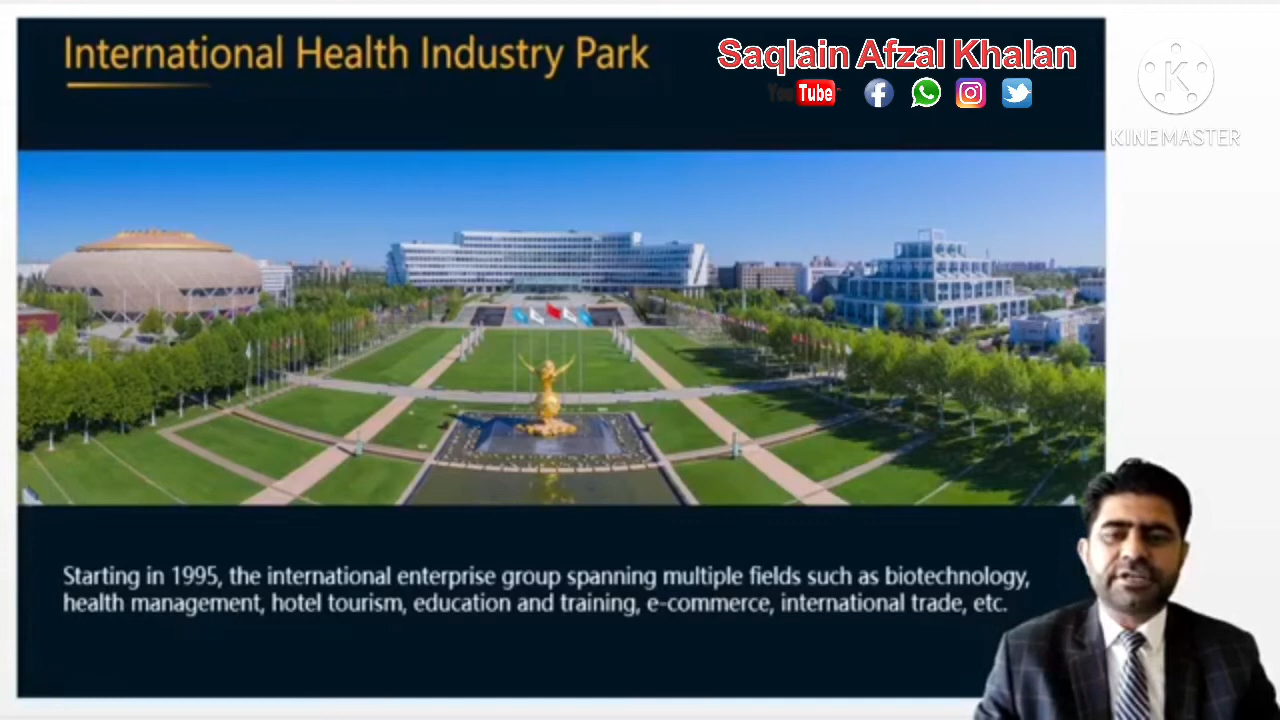 International Health Industry Park
Saqlain Afzal Khalan
You Tube
K
KINEMASTER
Starting in 1995, the international enterprise group spanning multiple fields such as biotechnology,
health management, hotel tourism, education and training, e-commerce, international trade, etc.